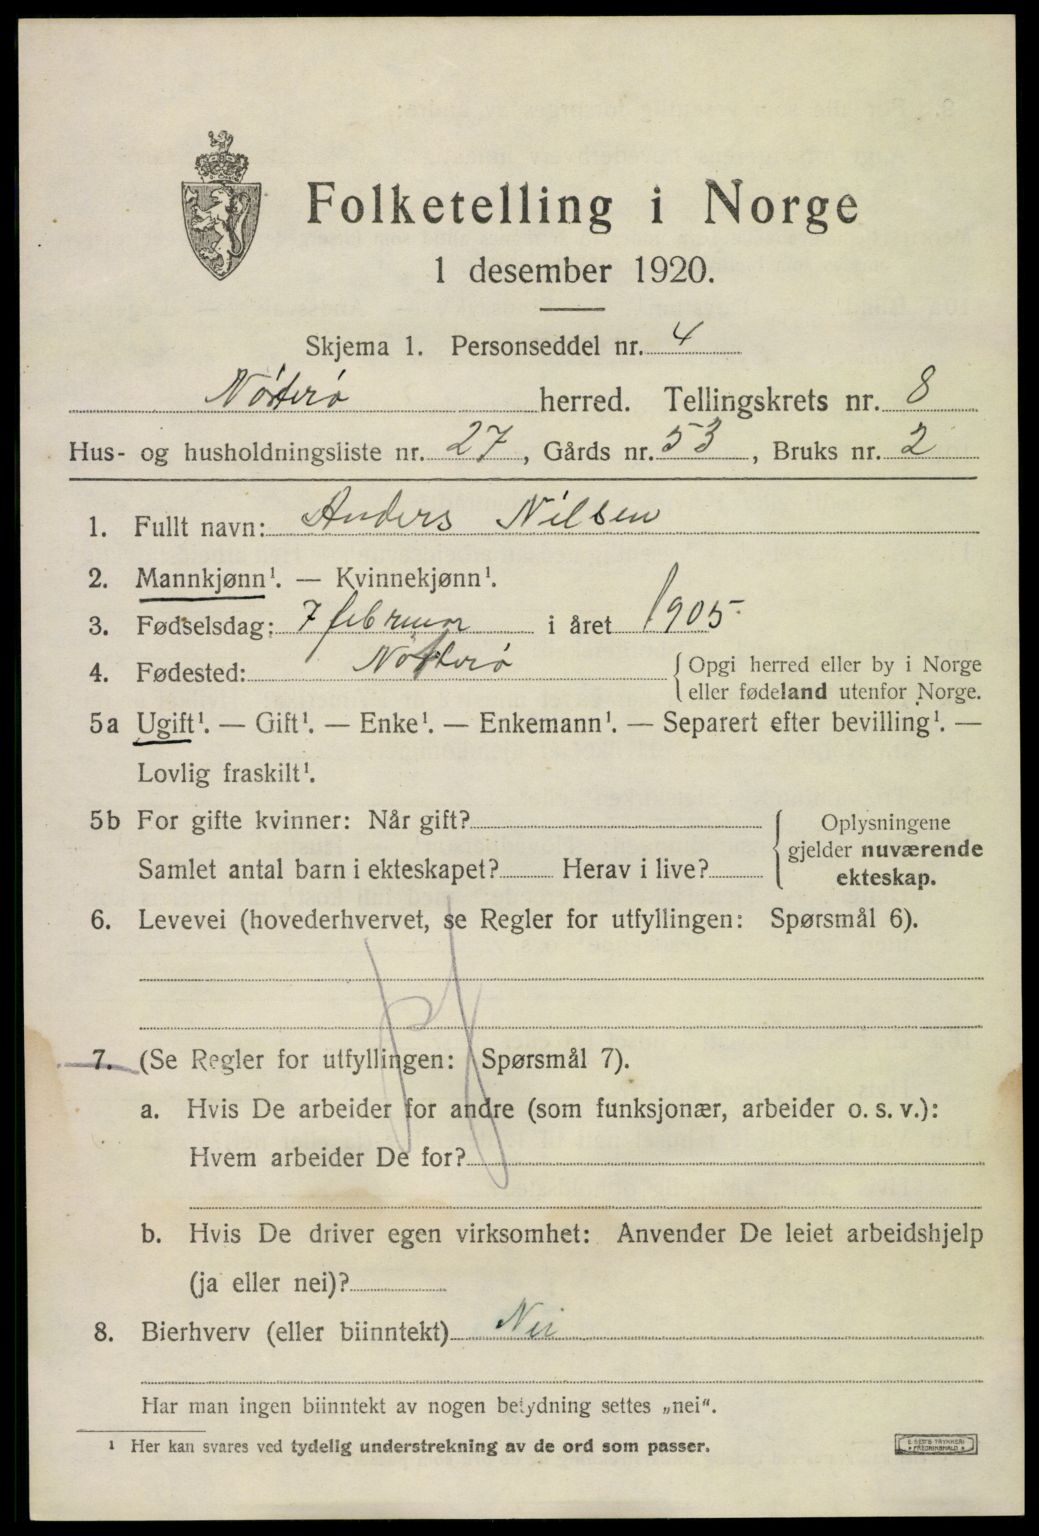 Folketelling i Norge
1 desember 1920.
Skjema 1. Personseddel nr. 4
Nötterö herred. Tellingskrets nr. 8
Hus- og husholdningsliste nr. 27, Gårds nr. 53, Bruks nr. 2
1. Fullt navn: Anders Nilsen
2. Mannkjønn¹. — Kvinnekjønn¹.
3. Fødselsdag: 7 februar i året 1905
4. Fødested: Nötterö {Opgi herred eller by i Norge
eller fødeland utenfor Norge.
5a Ugift¹. — Gift¹. — Enke¹. — Enkemann¹. — Separert efter bevilling¹. —
Lovlig fraskilt¹.
5b For gifte kvinner: Når gift? { Oplysningene
gjelder nuværende
Samlet antal barn i ekteskapet? Herav i live? ekteskap.
6. Levevei (hovederhvervet, se Regler for utfyllingen: Spørsmål 6).
7. (Se Regler for utfyllingen: Spørsmål 7).
a. Hvis De arbeider for andre (som funksjonær, arbeider o. s. v.):
Hvem arbeider De for?
b. Hvis De driver egen virksomhet: Anvender De leiet arbeidshjelp
(ja eller nei)?
8. Bierhverv (eller biinntekt) Nei
Har man ingen biinntekt av nogen betydning settes „nei“.
¹ Her kan svares ved tydelig understrekning av de ord som passer.